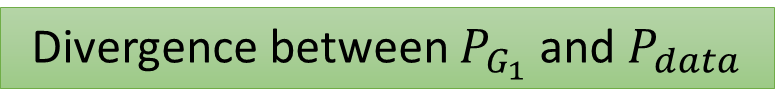 Divergence between $P_{G_1}$ and $P_{data}$